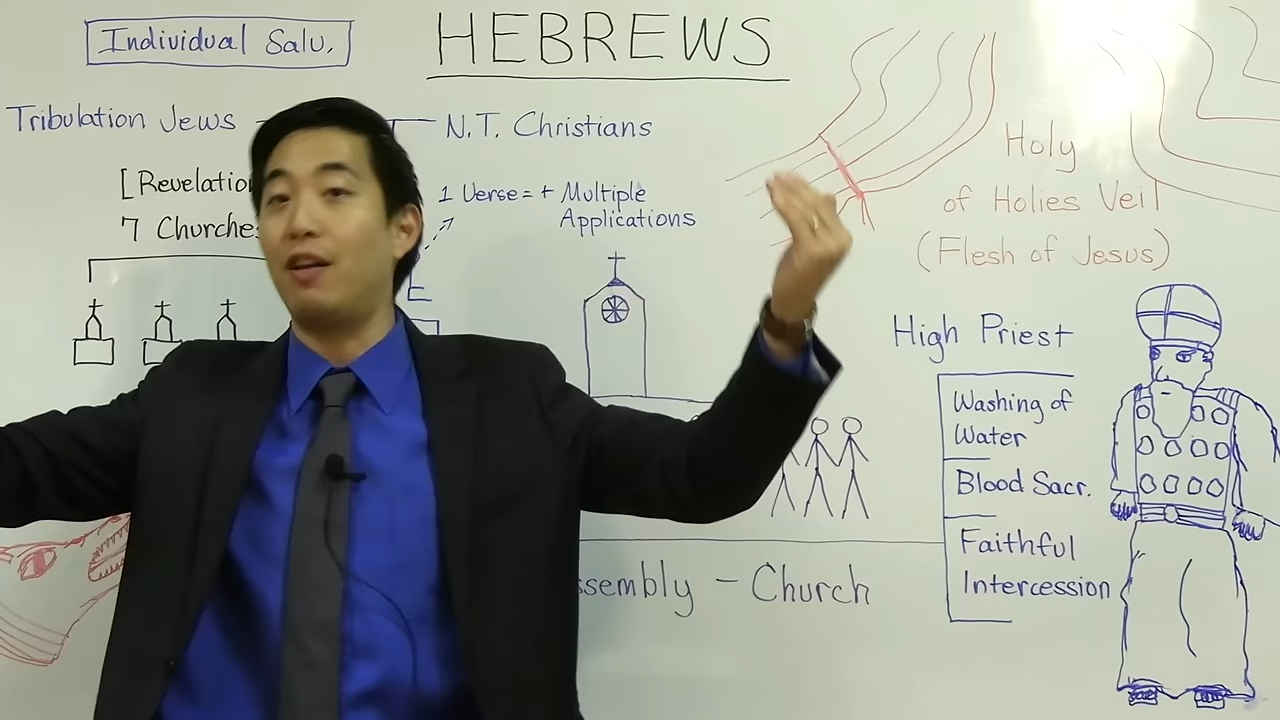 Individual Salv.
HEBREWS
Tribulation Jews
N.T. Christians
[Revelation
7 Churches
1 Verse = + Multiple
Applications
E
Holy
of Holies Veil
(Flesh of Jesus)
High Priest
Washing of
Water
Blood Sacr.
Faithful
Intercession
ssembly - Church